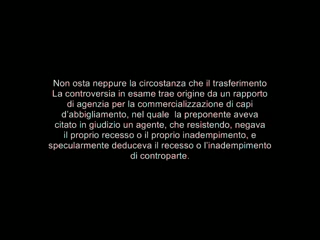 Non osta neppure la circostanza che il trasferimento
La controversia in esame trae origine da un rapporto
di agenzia per la commercializzazione di capi
d'abbigliamento, nel quale la preponente aveva
citato in giudizio un agente, che resistendo, negava
il proprio recesso o il proprio inadempimento, e
specularmente deduceva il recesso o l'inadempimento
di controparte.